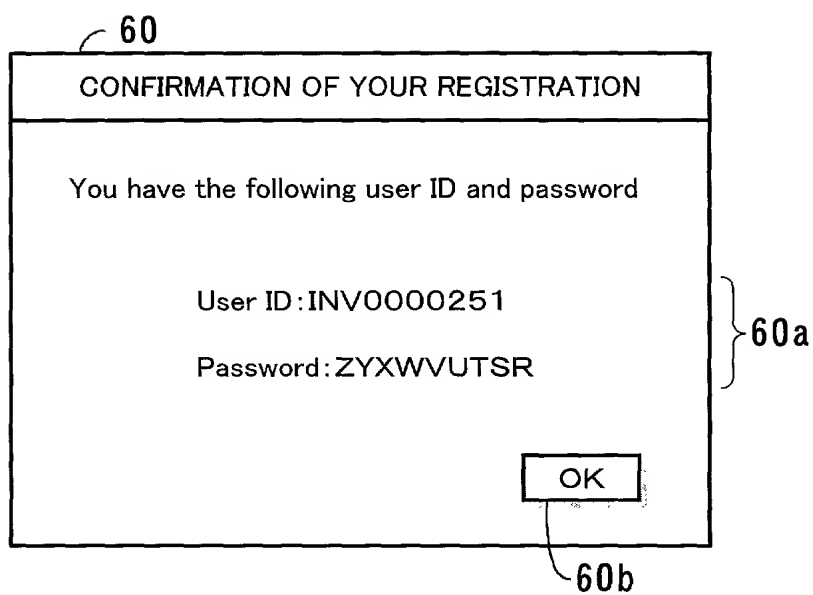 60
CONFIRMATION OF YOUR REGISTRATION
You have the following user ID and password
User ID:INV0000251
60a
Password:ZYXWVUTSR
OK
60b